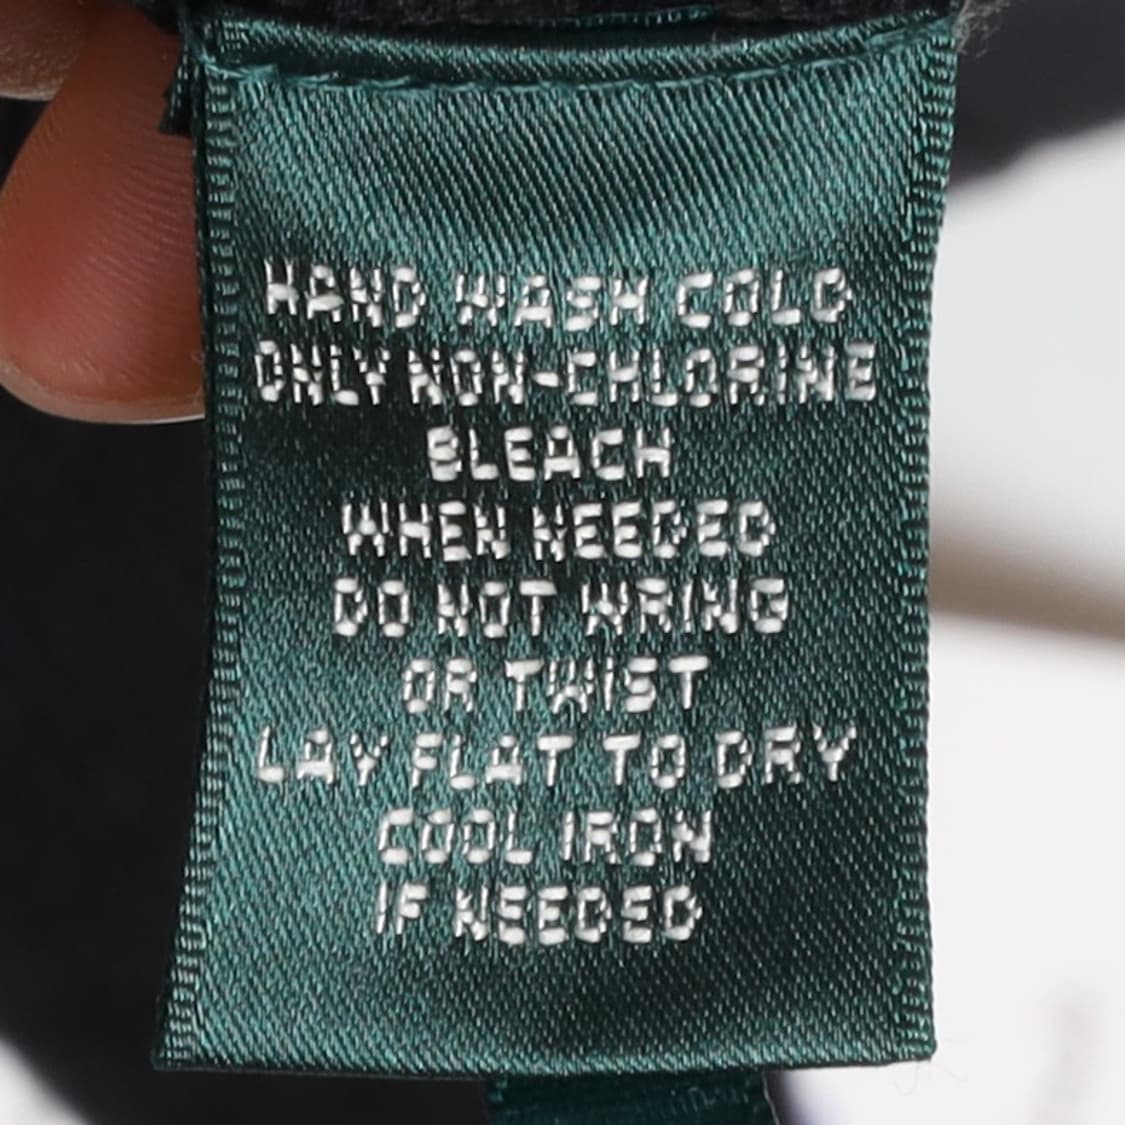 HAND WASH COLD
ONLY NON-CHLORINE
BLEACH
WHEN NEEDED
DO NOT WRING
OR TWIST
LAY FLAT TO DRY
COOL IRON
IF NEEDED